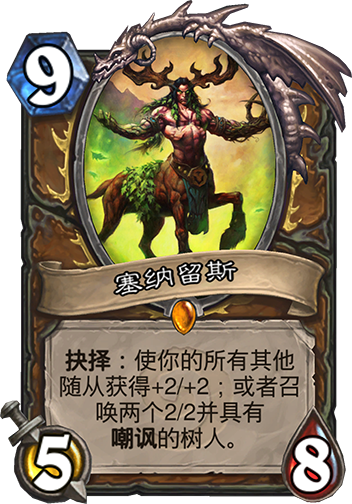 9
塞纳留斯
抉择：使你的所有其他
随从获得+2/+2；或者召
唤两个2/2并具有
嘲讽的树人。
5
8